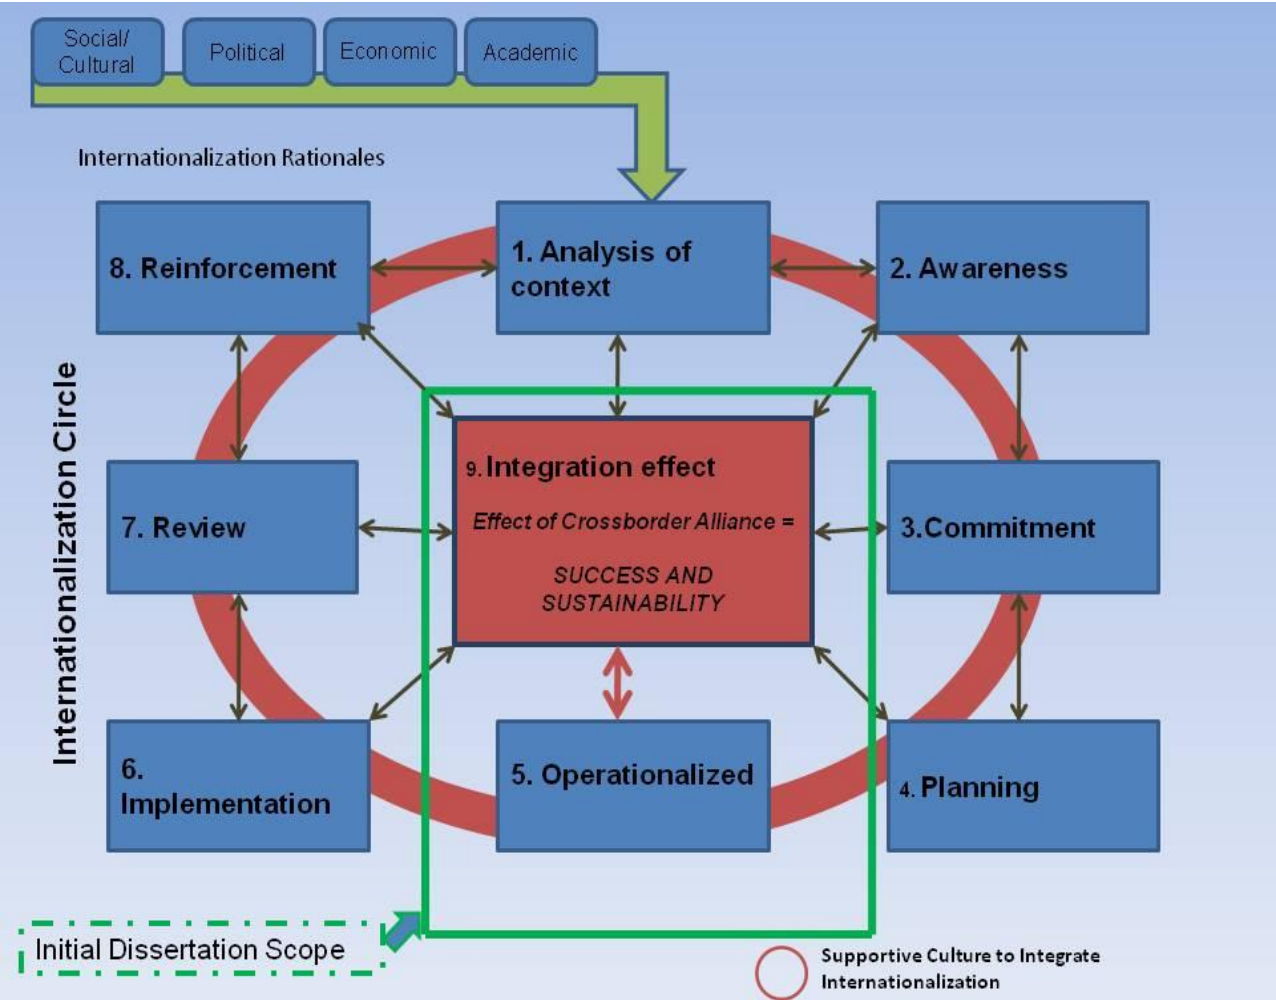 Social/
Cultural
Political
Economic
Academic
Internationalization Rationales
8. Reinforcement
1. Analysis of
context
2. Awareness
Internationalization Circle
7. Review
9. Integration effect
Effect of Crossborder Alliance =
SUCCESS AND
SUSTAINABILITY
3.Commitment
6.
Implementation
5. Operationalized
4. Planning
Initial Dissertation Scope
Supportive Culture to Integrate
Internationalization